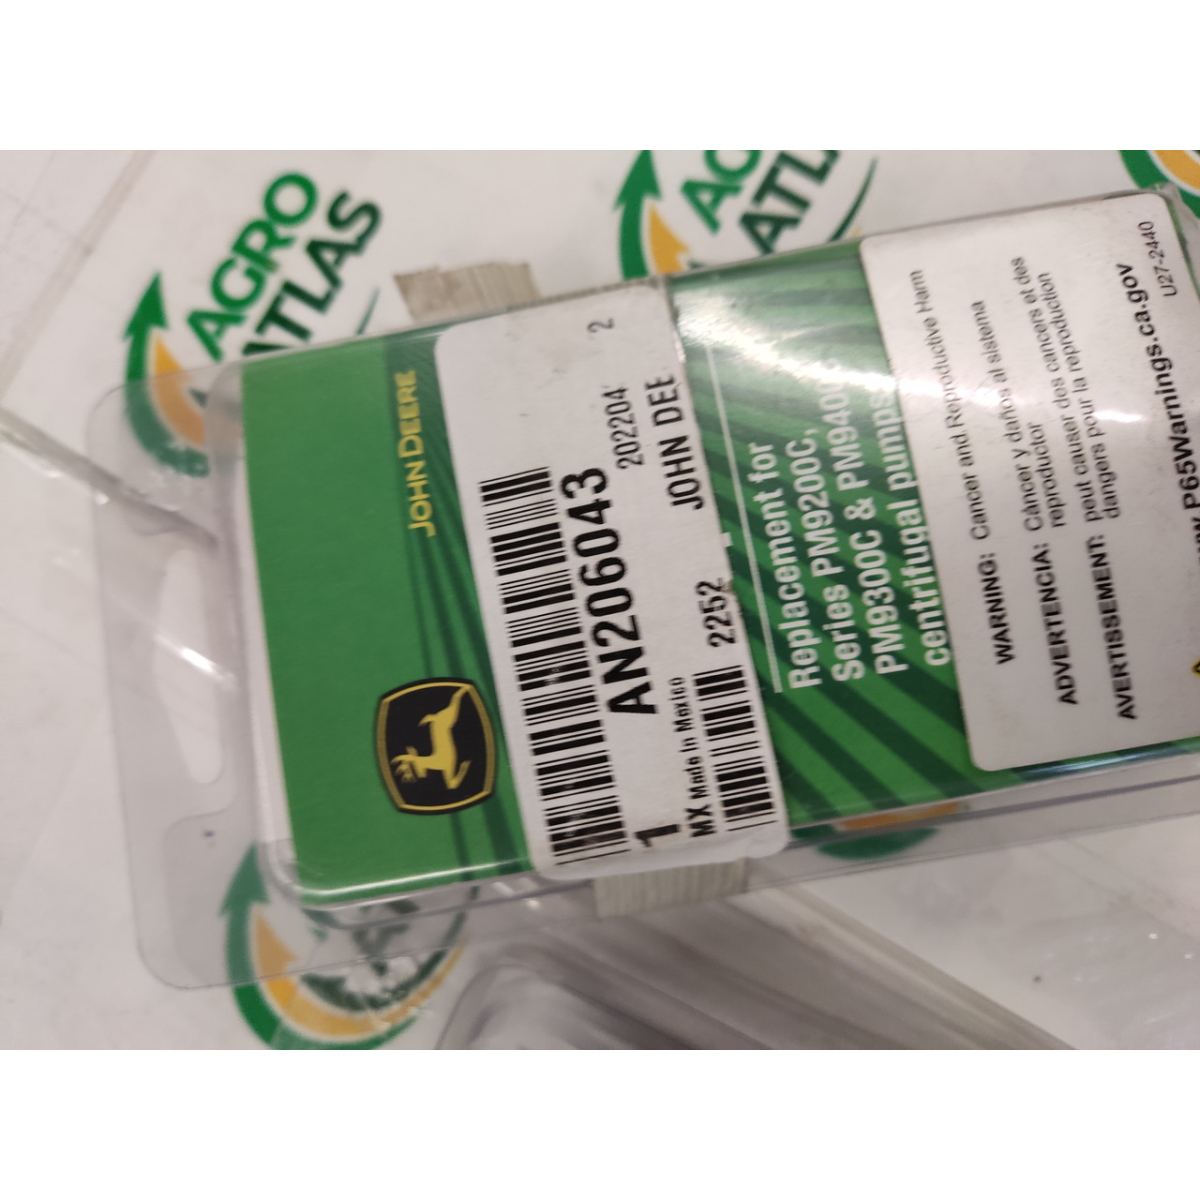 AGRO
ATLAS
AGRO
ATLAS
JOHN DEERE
2
202204
AN206043
JOHN DEE
1
MX Made In Mexico
2252
Replacement for
Series PM9200C,
PM9300C & PM940
centrifugal pumps
WARNING: Cancer and Reproductive Harm
ADVERTENCIA: Cáncer y daños al sistema
reproductor
AVERTISSEMENT: peut causer des cancers et des
dangers pour la reproduction
P65Warnings.ca.gov
U27-2440